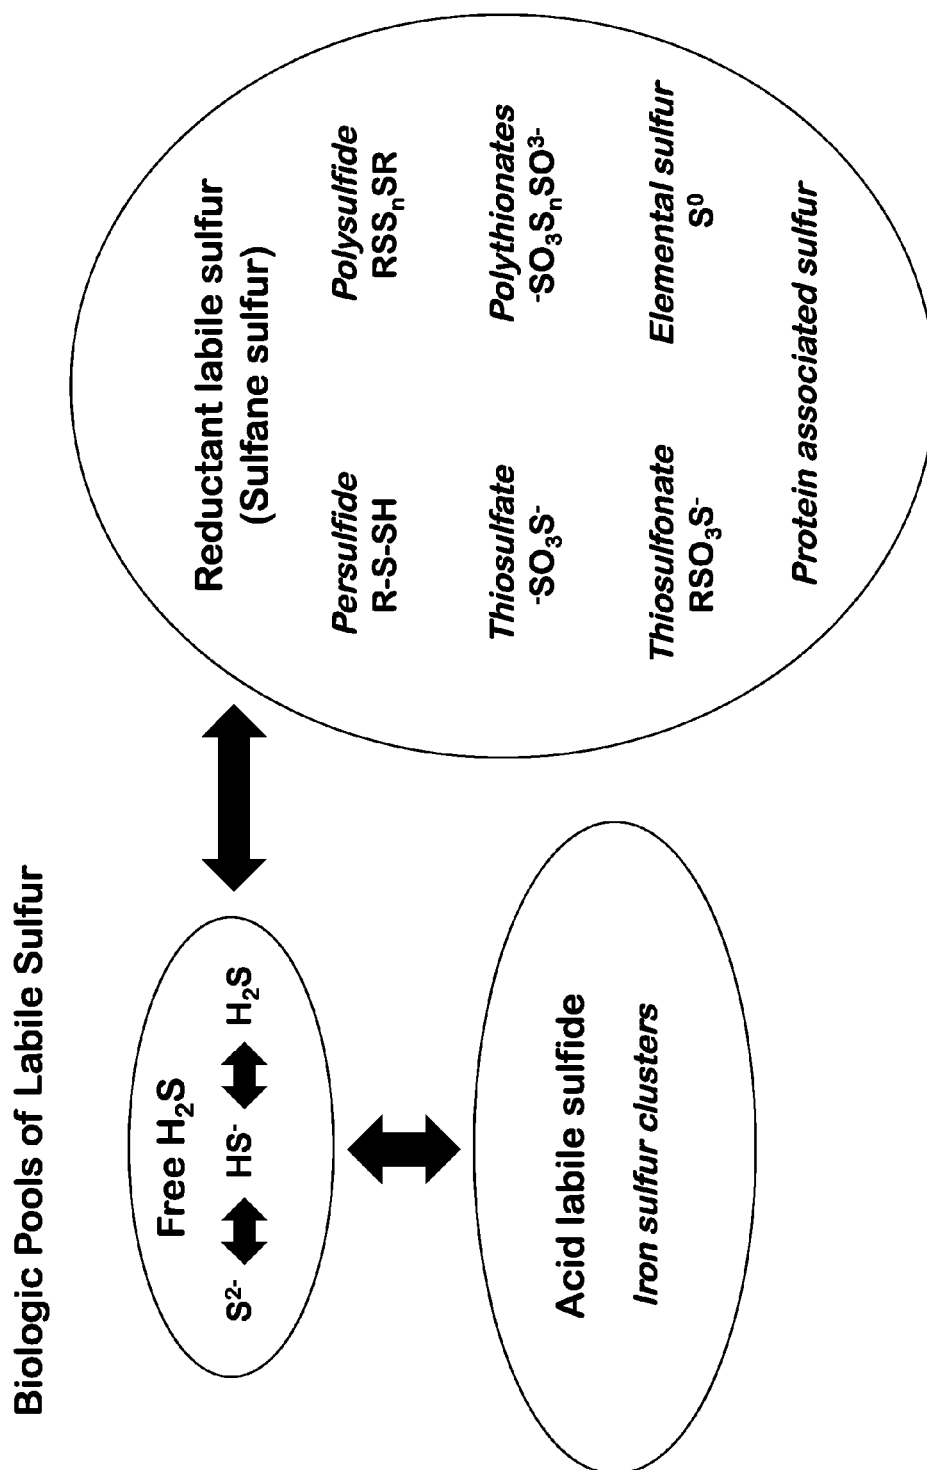 Biologic Pools of Labile Sulfur
Free H₂S
S²⁻ HS⁻ H₂S
Acid labile sulfide
Iron sulfur clusters
Reductant labile sulfur
(Sulfane sulfur)
Persulfide
R-S-SH
Polysulfide
RSSₙSR
Thiosulfate
⁻SO₃S⁻
Polythionates
⁻SO₃SₙSO³⁻
Thiosulfonate
RSO₃S⁻
Elemental sulfur
S⁰
Protein associated sulfur